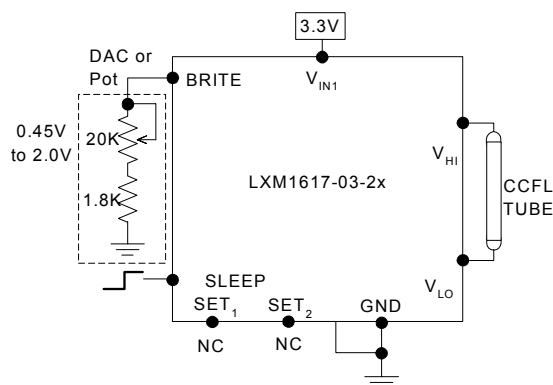 3.3V
DAC or
Pot
BRITE
V_IN1
0.45V
to 2.0V
20K
1.8K
LXM1617-03-2x
V_HI
CCFL
TUBE
SLEEP
V_LO
SET_1
SET_2
GND
NC
NC